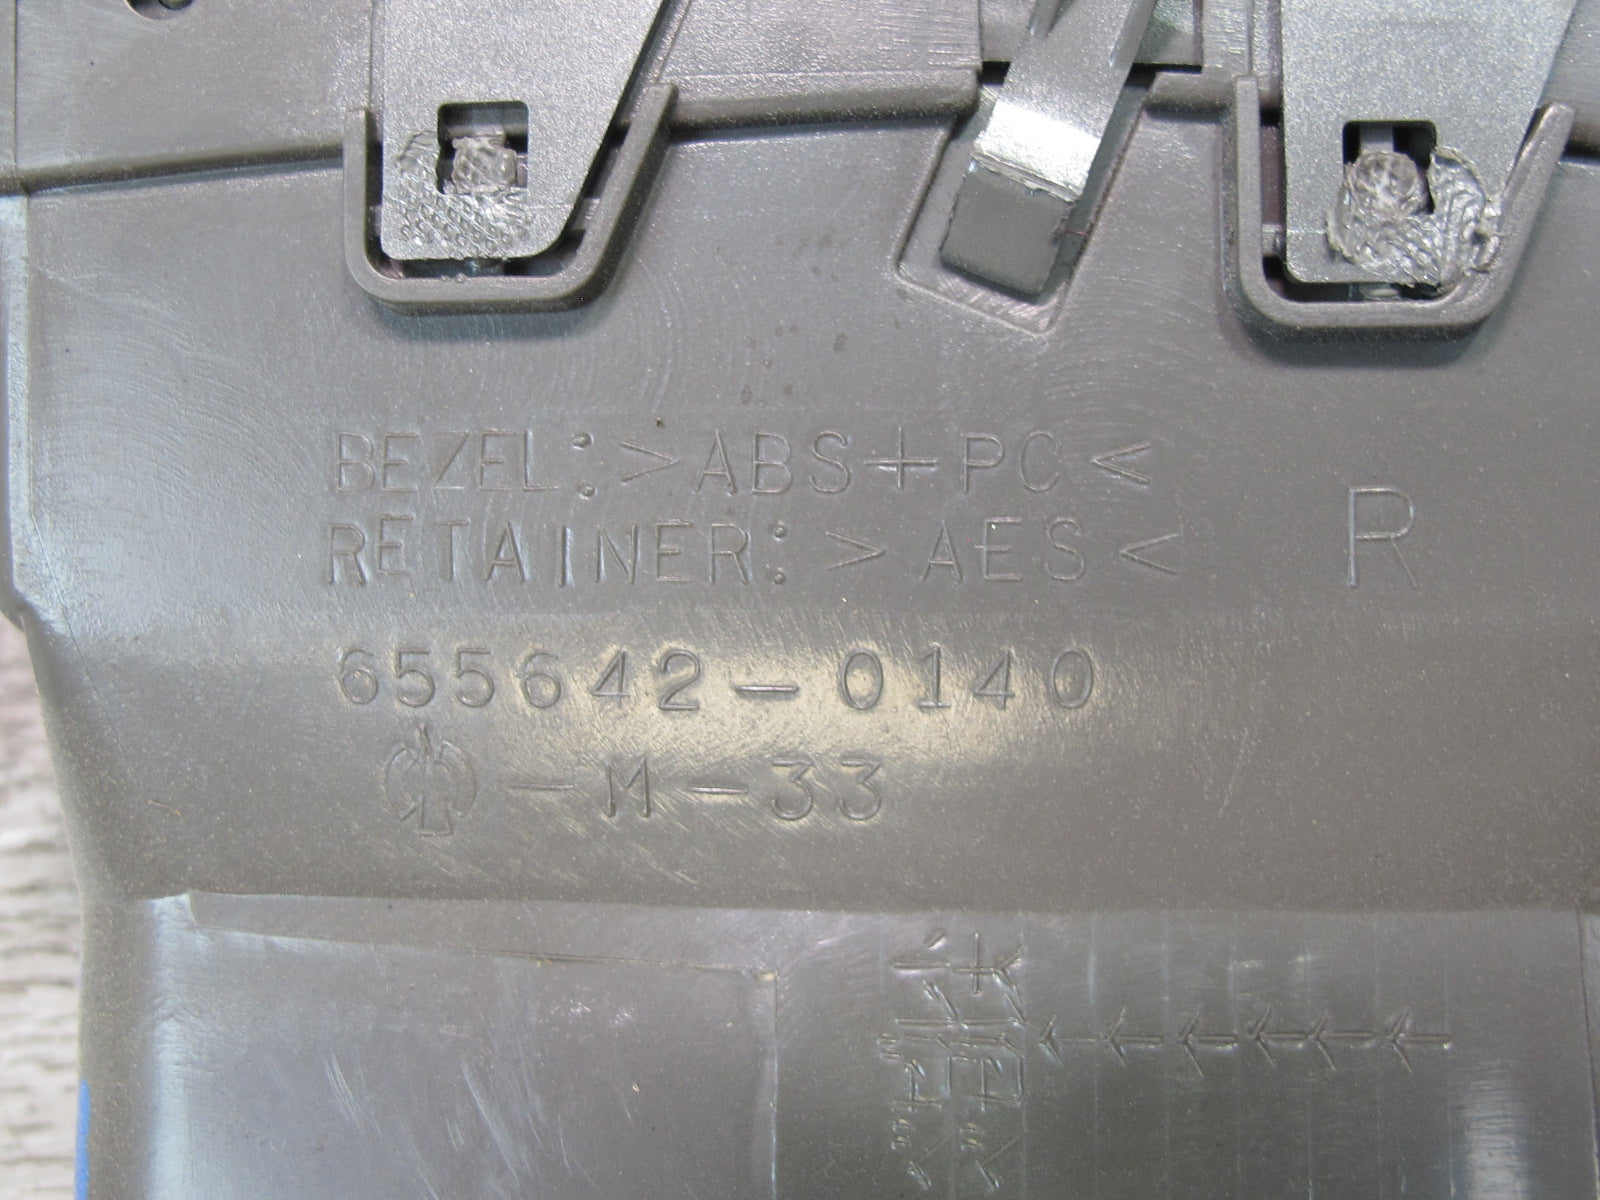 BEZEL:>ABS+PC<
RETAINER:>AES<
R
655642-0140
-M-33